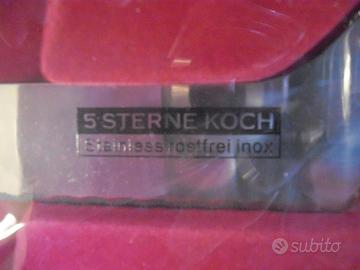 5 STERNE KOCH
Stainless rostfrei inox
subito